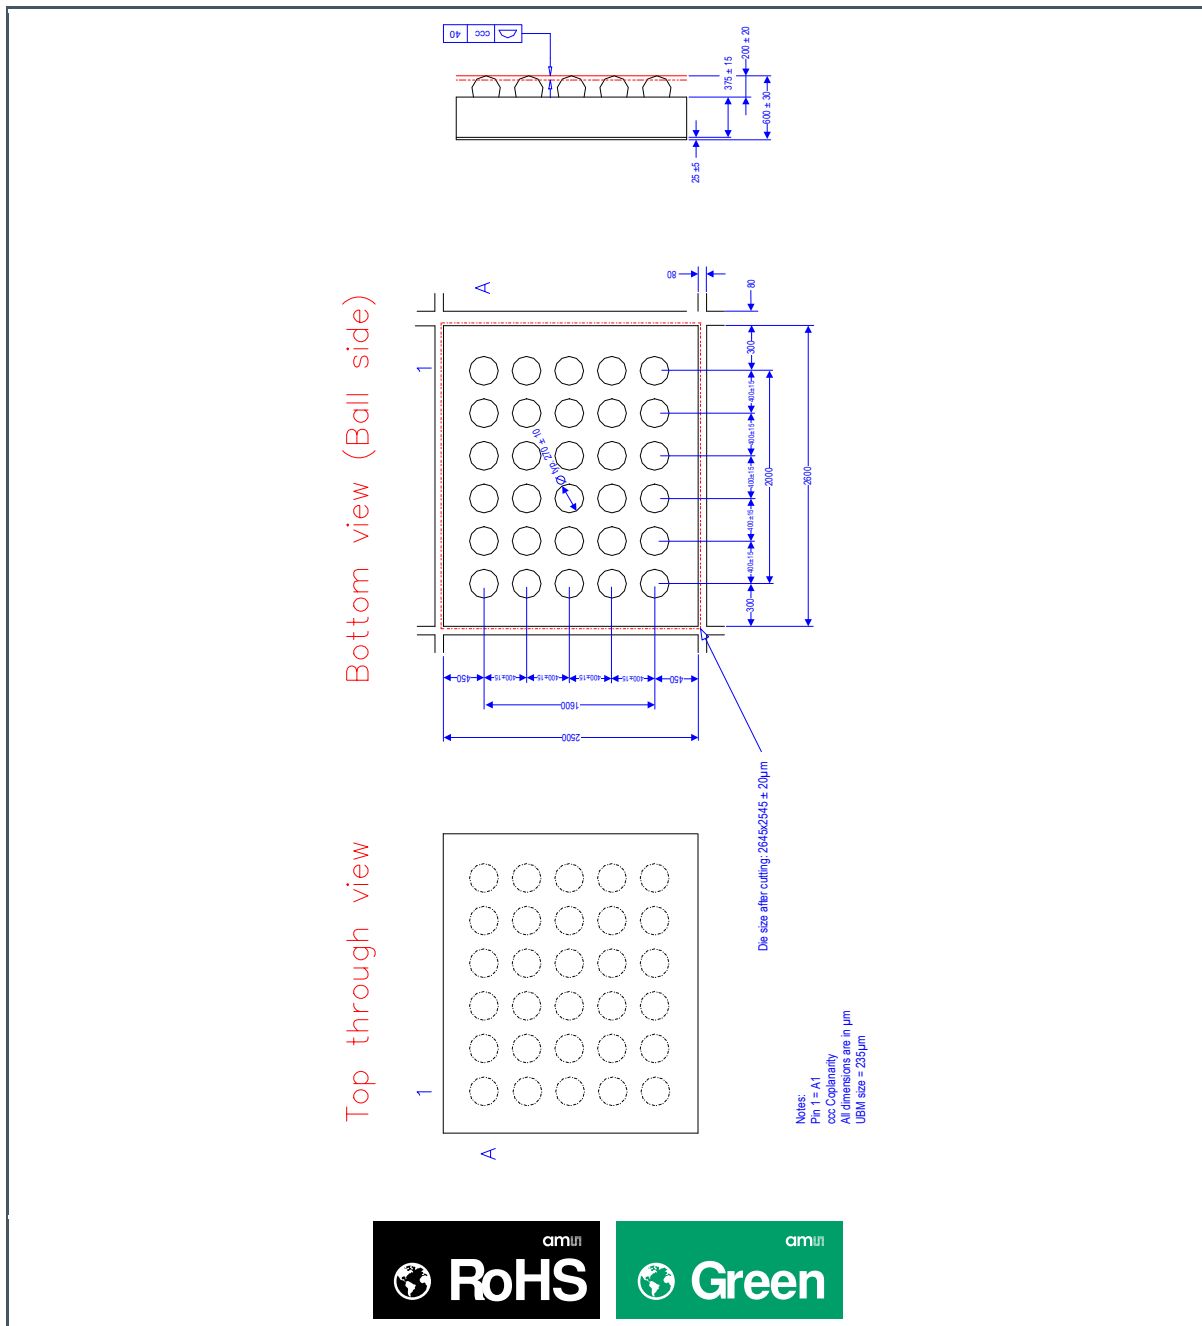 40 ccc
375 ± 15
200 ± 20
600 ± 30
25 ±5
Bottom view (Ball side)
A
1
80
80
300
400±15
400±15
400±15
400±15
400±15
300
2000
2600
Ø typ. 270 ± 10
450
400±15
400±15
400±15
400±15
450
1600
2500
Die size after cutting: 2645x2545 ± 20µm
Top through view
1
A
Notes:
Pin 1 = A1
ccc Coplanarity
All dimensions are in µm
UBM size = 235µm
am
RoHS
am
Green